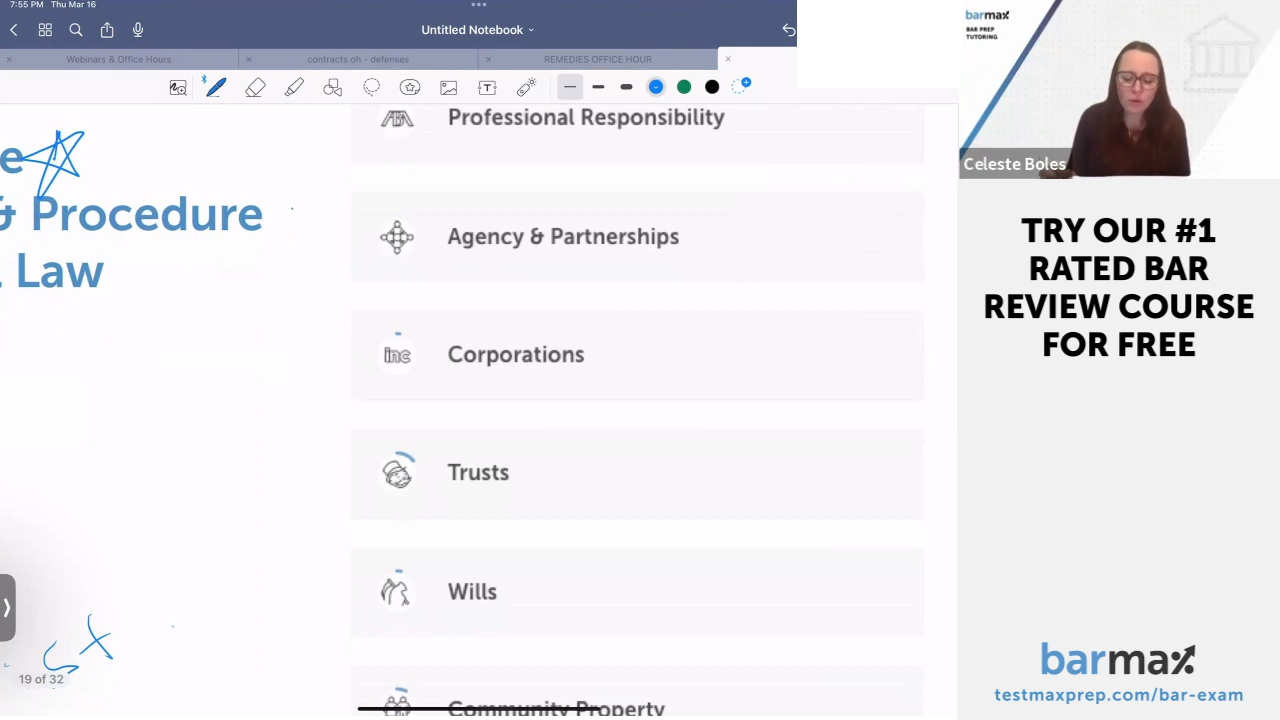 7:55 PM Thu Mar 16
Untitled Notebook
Webinars & Office Hours
contracts oh - defenses
REMEDIES OFFICE HOUR
e
& Procedure
Law
Professional Responsibility
Agency & Partnerships
inc
Corporations
Trusts
Wills
Community Property
19 of 32
barmax
BAR PREP
TUTORING
Celeste Boles
TRY OUR #1
RATED BAR
REVIEW COURSE
FOR FREE
barmax
testmaxprep.com/bar-exam